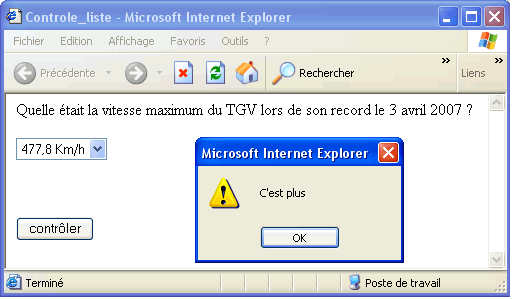 Controle_liste - Microsoft Internet Explorer
Fichier Edition Affichage Favoris Outils ?
Précédente Rechercher Liens
Quelle était la vitesse maximum du TGV lors de son record le 3 avril 2007 ?
477,8 Km/h
Microsoft Internet Explorer
C'est plus
contrôler
OK
Terminé Poste de travail